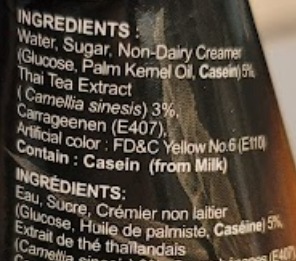 INGREDIENTS :
Water, Sugar, Non-Dairy Creamer
(Glucose, Palm Kernel Oil, Casein) 5%
Thai Tea Extract
( Camellia sinesis) 3%,
Carrageenen (E407),
Artificial color : FD&C Yellow No.6 (E110)
Contain : Casein (from Milk)
INGRÉDIENTS:
Eau, Sucre, Crémier non laitier
(Glucose, Huile de palmiste, Caséine) 5%
Extrait de thé thaïlandais
(Camellia